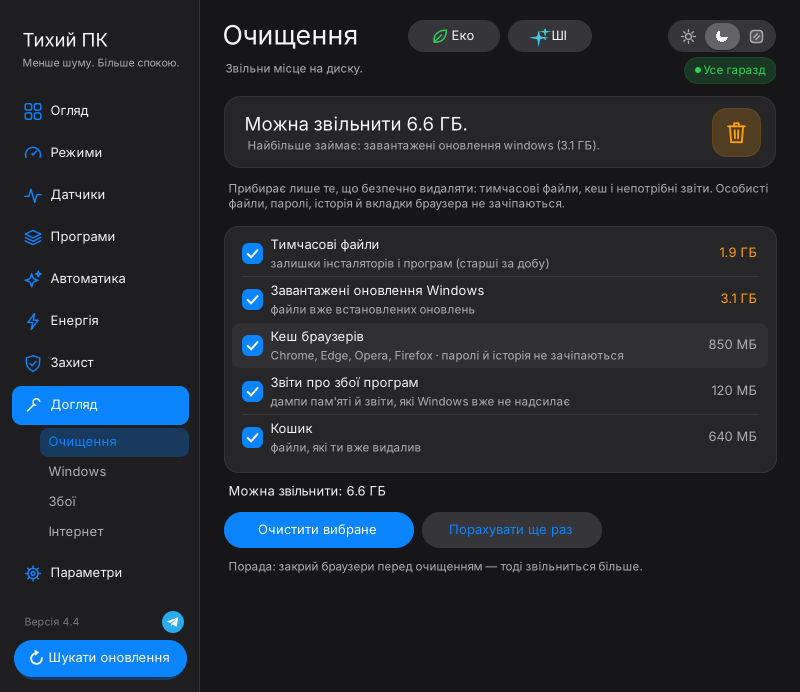 Тихий ПК
Менше шуму. Більше спокою.
Огляд
Режими
Датчики
Програми
Автоматика
Енергія
Захист
Догляд
Очищення
Windows
Збої
Інтернет
Параметри
Версія 4.4
Шукати оновлення
Очищення
Еко
ШІ
Звільни місце на диску.
Усе гаразд
Можна звільнити 6.6 ГБ.
Найбільше займає: завантажені оновлення windows (3.1 ГБ).
Прибирає лише те, що безпечно видаляти: тимчасові файли, кеш і непотрібні звіти. Особисті
файли, паролі, історія й вкладки браузера не зачіпаються.
Тимчасові файли
залишки інсталяторів і програм (старші за добу)
1.9 ГБ
Завантажені оновлення Windows
файли вже встановлених оновлень
3.1 ГБ
Кеш браузерів
Chrome, Edge, Opera, Firefox · паролі й історія не зачіпаються
850 МБ
Звіти про збої програм
дампи пам'яті й звіти, які Windows вже не надсилає
120 МБ
Кошик
файли, які ти вже видалив
640 МБ
Можна звільнити: 6.6 ГБ
Очистити вибране
Порахувати ще раз
Порада: закрий браузери перед очищенням — тоді звільниться більше.